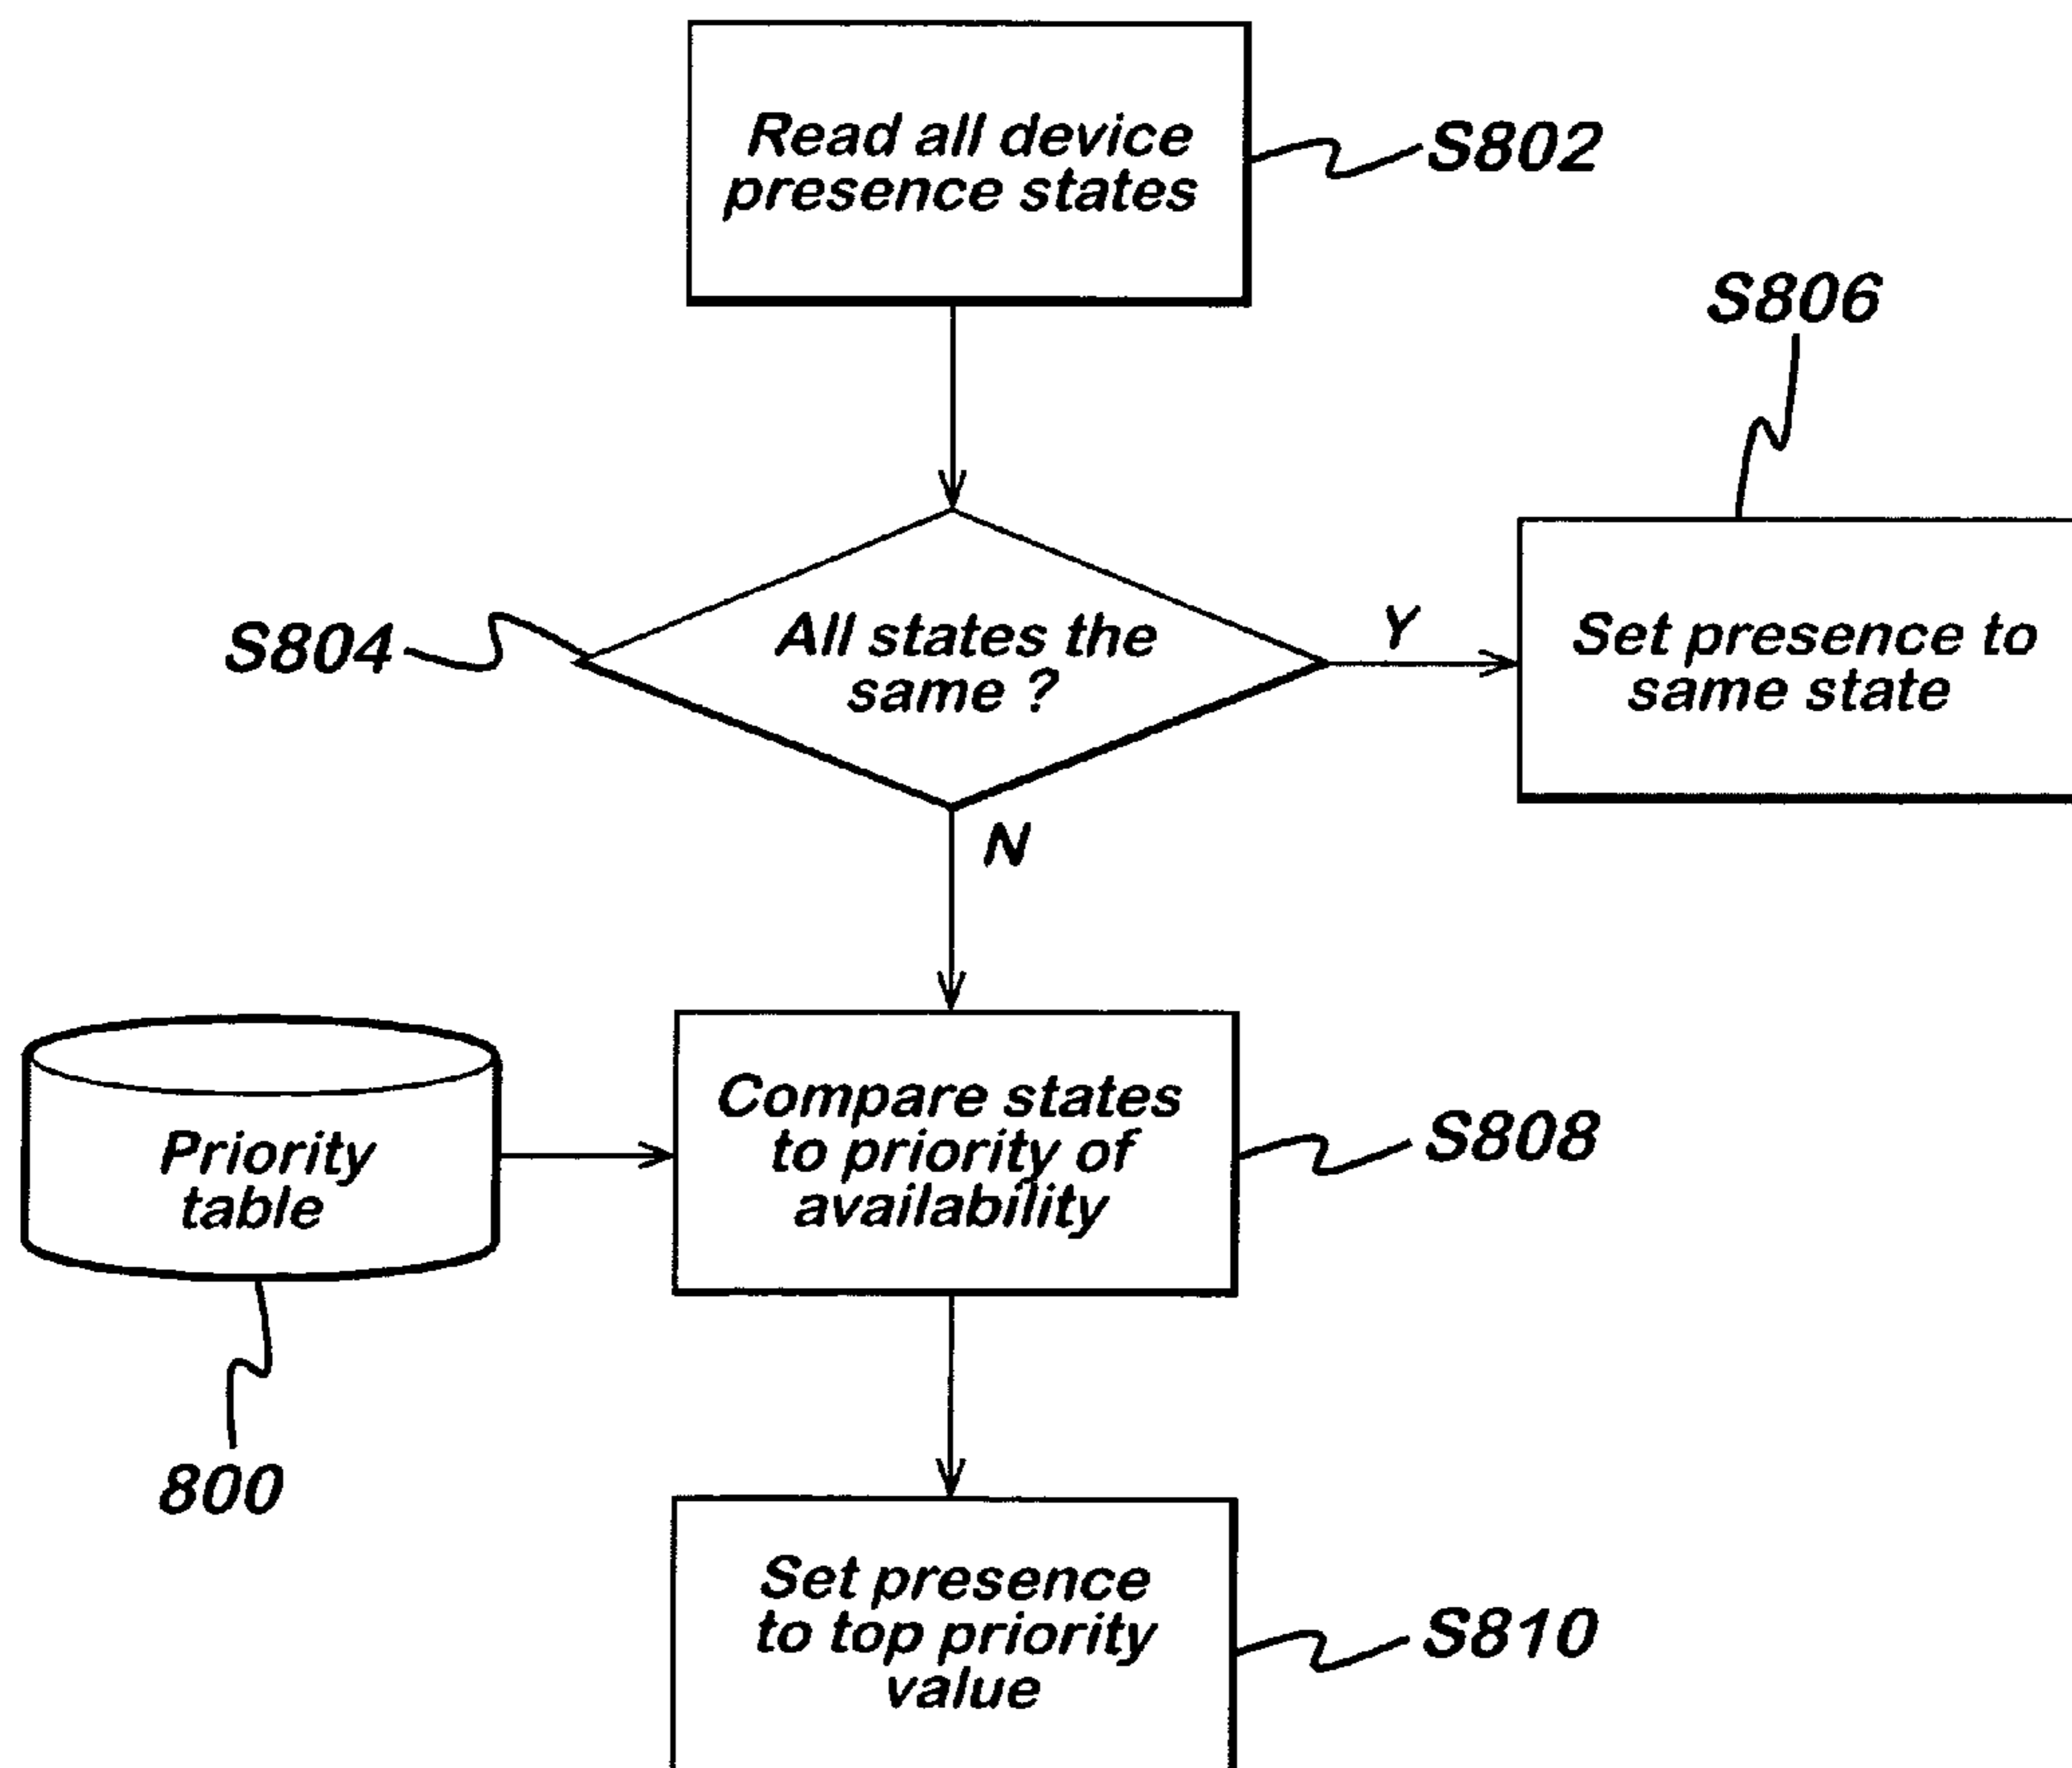 Read all device
presence states
S802
S806
S804
All states the
same ?
Y
Set presence to
same state
N
Priority
table
Compare states
to priority of
availability
S808
800
Set presence
to top priority
value
S810